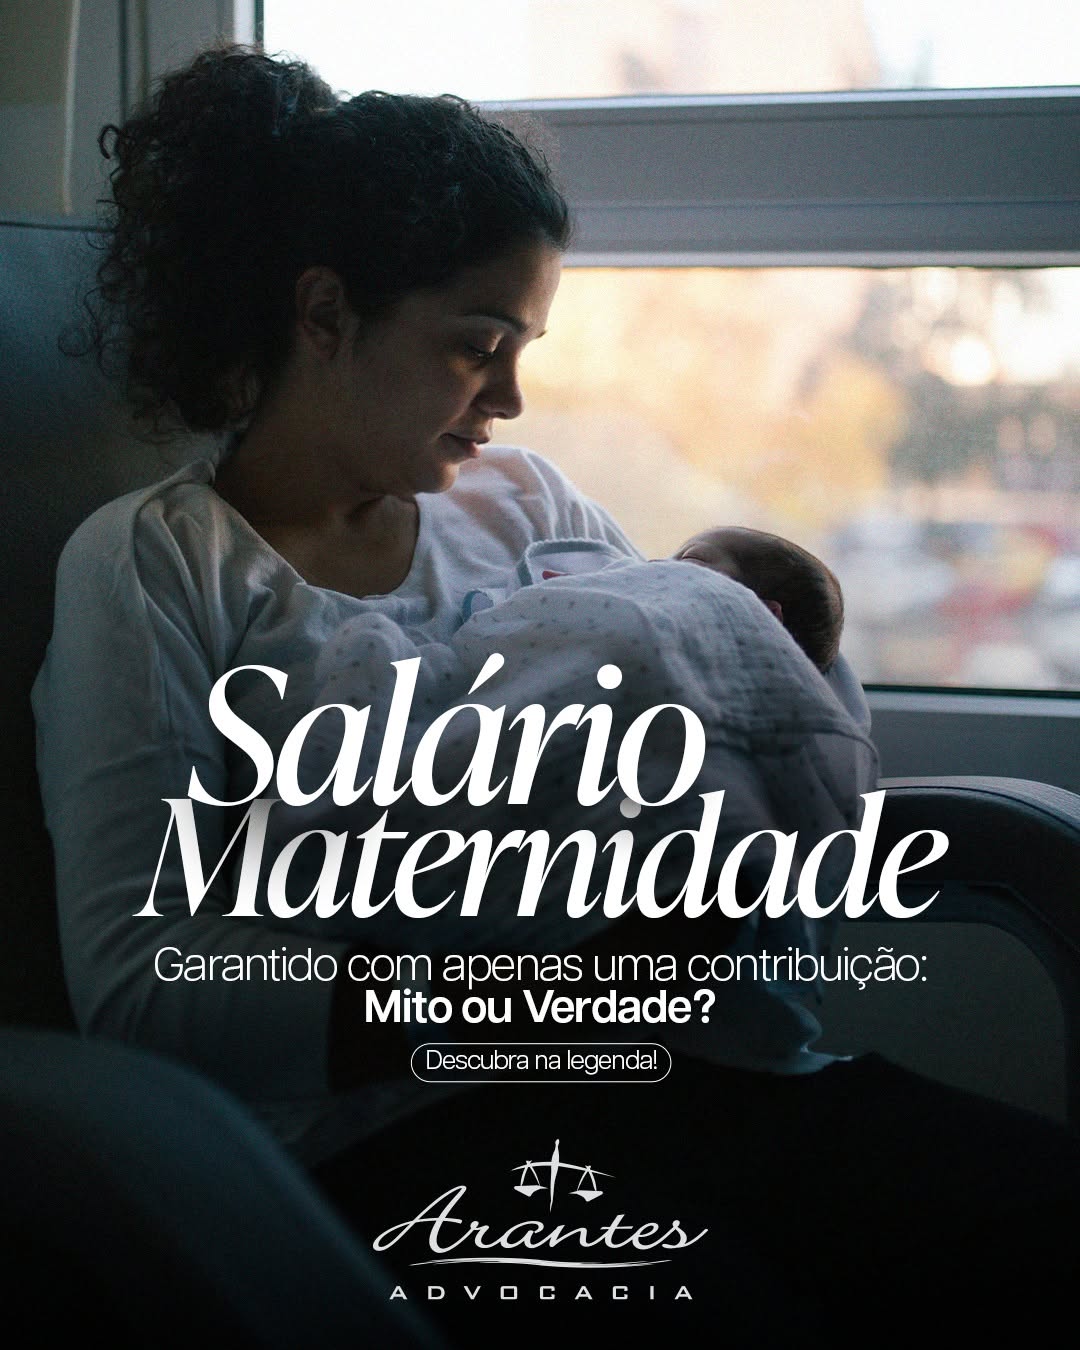 Salário
Maternidade
Garantido com apenas uma contribuição:
Mito ou Verdade?
Descubra na legenda!
Arantes
ADVOCACIA